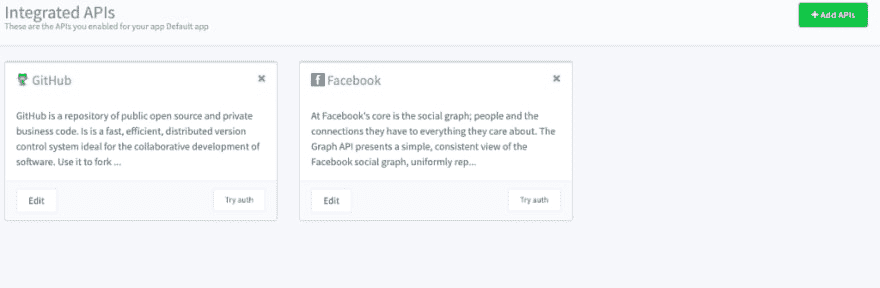 Integrated APIs
These are the APIs you enabled for your app Default app
+ Add APIs
GitHub
GitHub is a repository of public open source and private
business code. Is is a fast, efficient, distributed version
control system ideal for the collaborative development of
software. Use it to fork ...
Edit
Try auth
Facebook
At Facebook's core is the social graph; people and the
connections they have to everything they care about. The
Graph API presents a simple, consistent view of the
Facebook social graph, uniformly rep...
Edit
Try auth